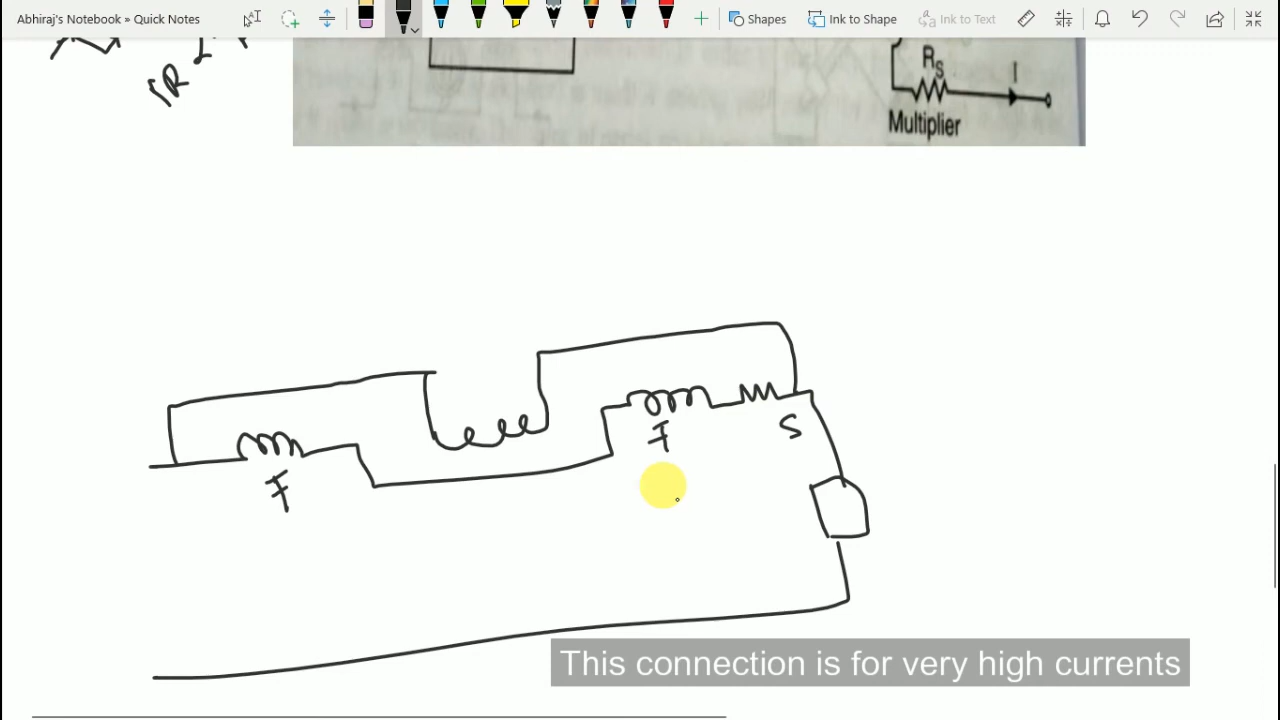 Abhiraj's Notebook » Quick Notes
Shapes
Ink to Shape
Ink to Text
Rs
I
Multiplier
F
F
S
This connection is for very high currents